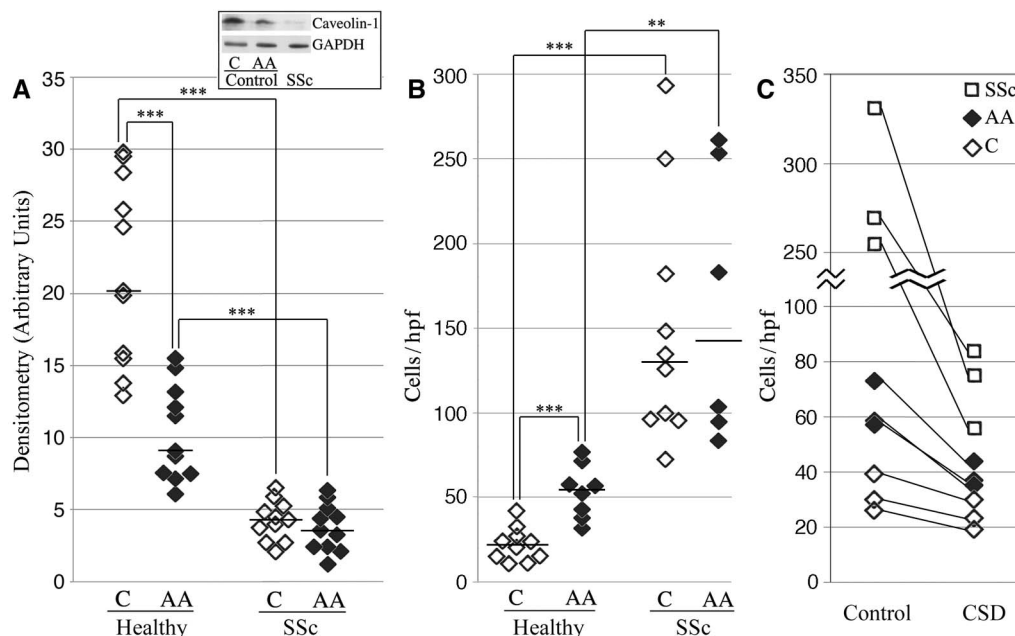 Caveolin-1
GAPDH
C AA
Control SSc
A
Densitometry (Arbitrary Units)
35
30
25
20
15
10
5
0
***
***
***
C AA C AA
Healthy SSc
B
Cells/hpf
300
250
200
150
100
50
0
***
**
***
C AA C AA
Healthy SSc
C
Cells/hpf
350
300
250
100
80
60
40
20
0
SSc
AA
C
Control CSD